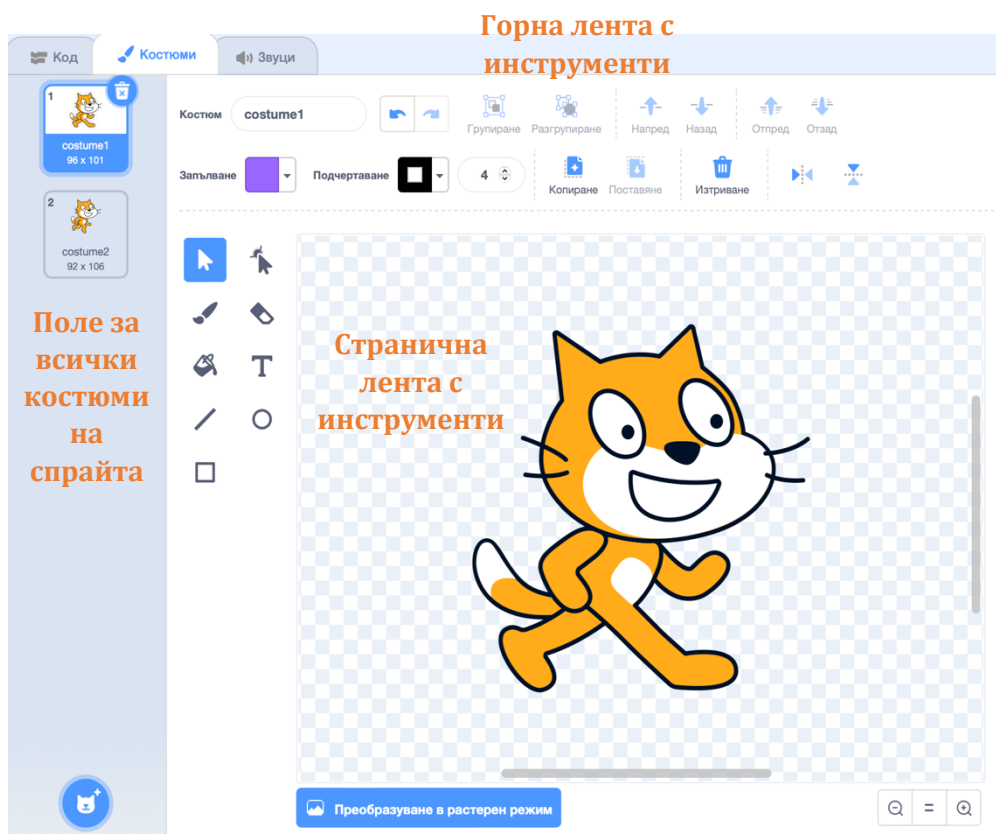 Горна лента с
инструменти
Код
Костюми
Звуци
1
costume1
96 x 101
2
costume2
92 x 106
Поле за
всички
костюми
на
спрайта
Костюм
costume1
Групиране
Разгрупиране
Напред
Назад
Отпред
Отзад
Запълване
Подчертаване
4
Копиране
Поставяне
Изтриване
T
Странична
лента с
инструменти
Преобразуване в растерен режим
=